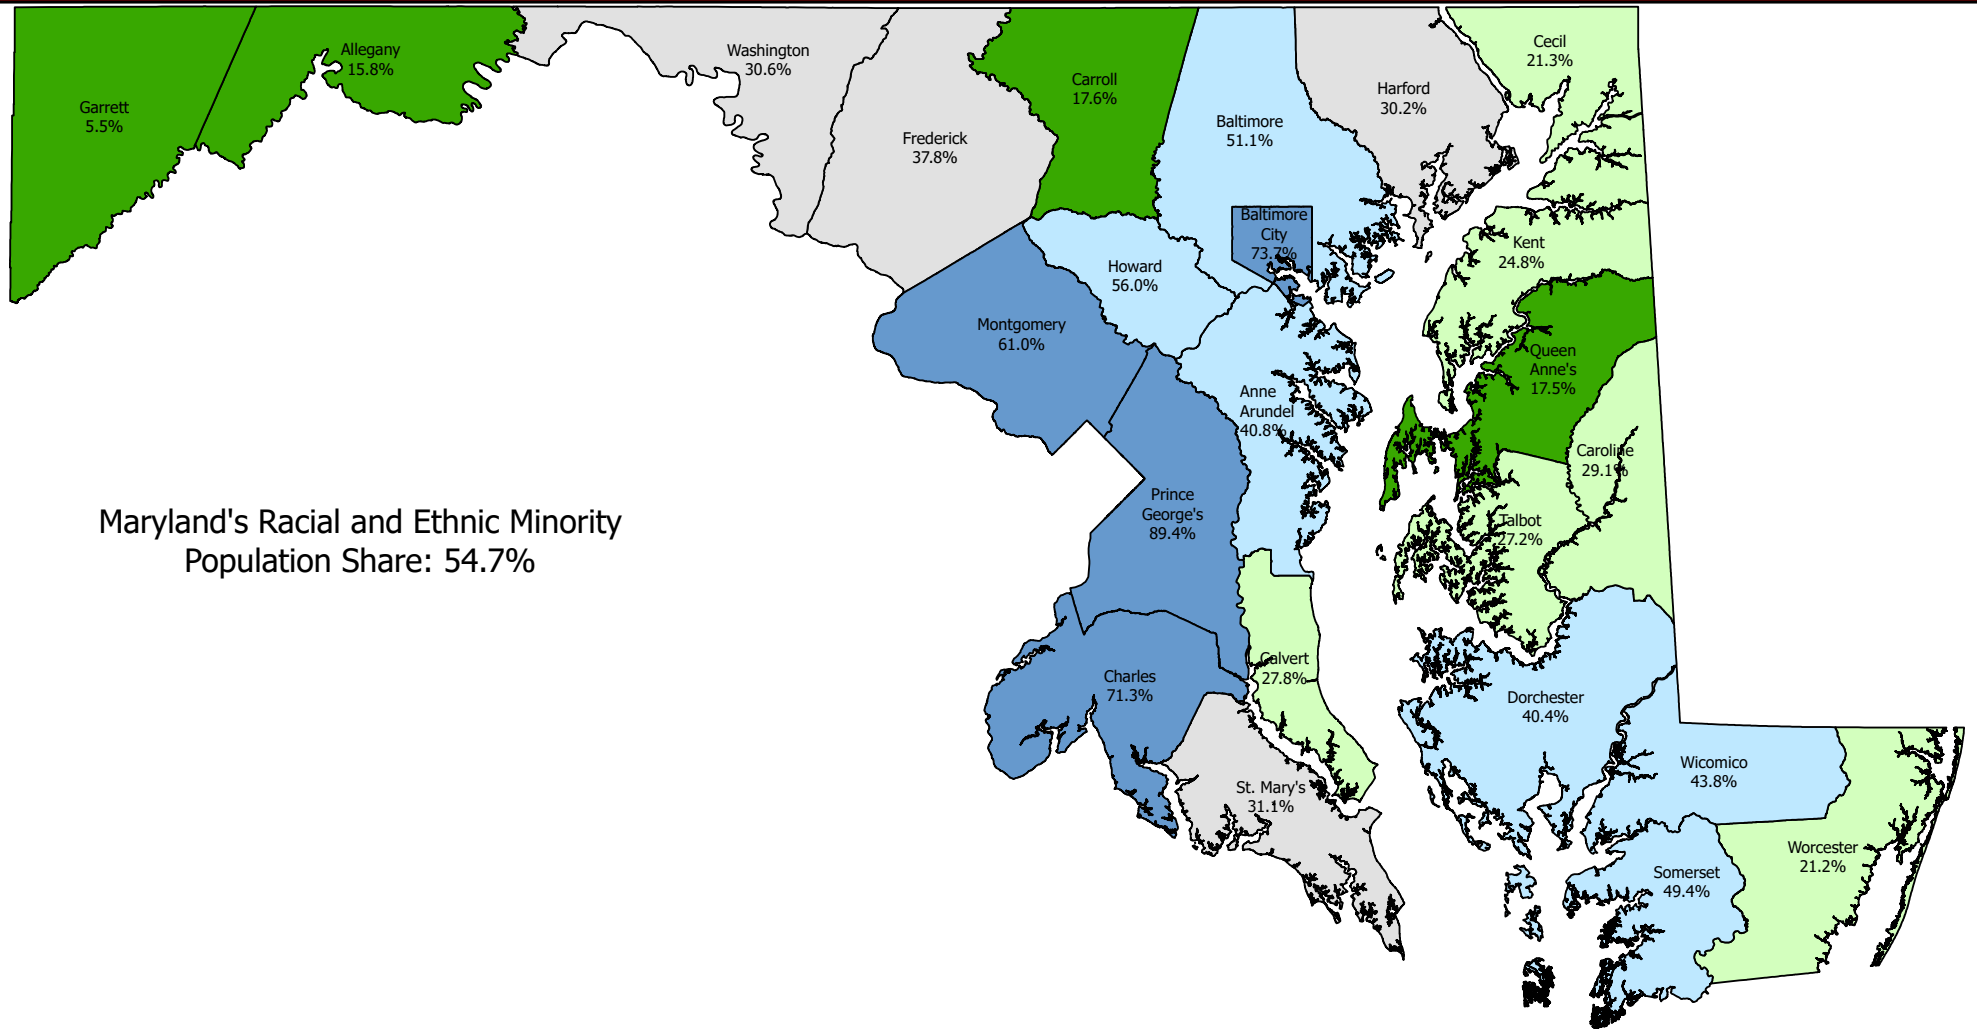 Garrett
5.5%
Allegany
15.8%
Washington
30.6%
Frederick
37.8%
Carroll
17.6%
Baltimore
51.1%
Harford
30.2%
Cecil
21.3%
Baltimore
City
73.7%
Kent
24.8%
Howard
56.0%
Montgomery
61.0%
Queen
Anne's
17.5%
Anne
Arundel
40.8%
Caroline
29.1%
Prince
George's
89.4%
Talbot
27.2%
Maryland's Racial and Ethnic Minority
Population Share: 54.7%
Calvert
27.8%
Charles
71.3%
Dorchester
40.4%
Wicomico
43.8%
St. Mary's
31.1%
Worcester
21.2%
Somerset
49.4%